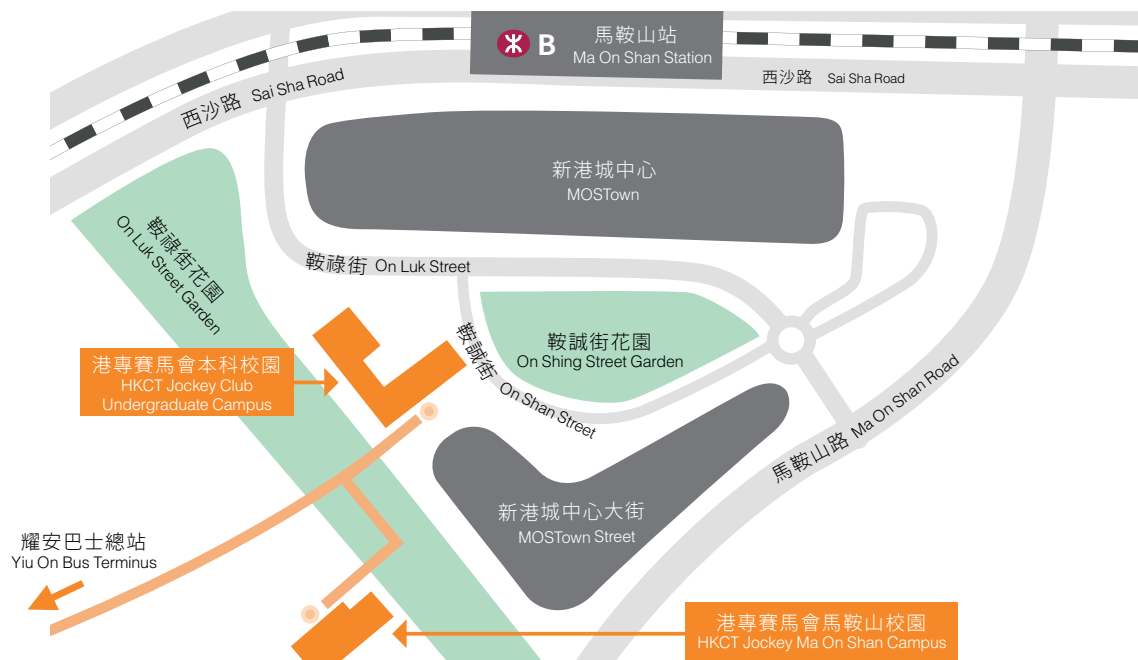 B
馬鞍山站
Ma On Shan Station
西沙路 Sai Sha Road
西沙路 Sai Sha Road
新港城中心
MOSTown
鞍祿街花園
On Luk Street Garden
鞍祿街 On Luk Street
鞍誠街花園
On Shing Street Garden
鞍誠街 On Shan Street
港專賽馬會本科校園
HKCT Jockey Club
Undergraduate Campus
馬鞍山路 Ma On Shan Road
新港城中心大街
MOSTown Street
耀安巴士總站
Yiu On Bus Terminus
港專賽馬會馬鞍山校園
HKCT Jockey Ma On Shan Campus